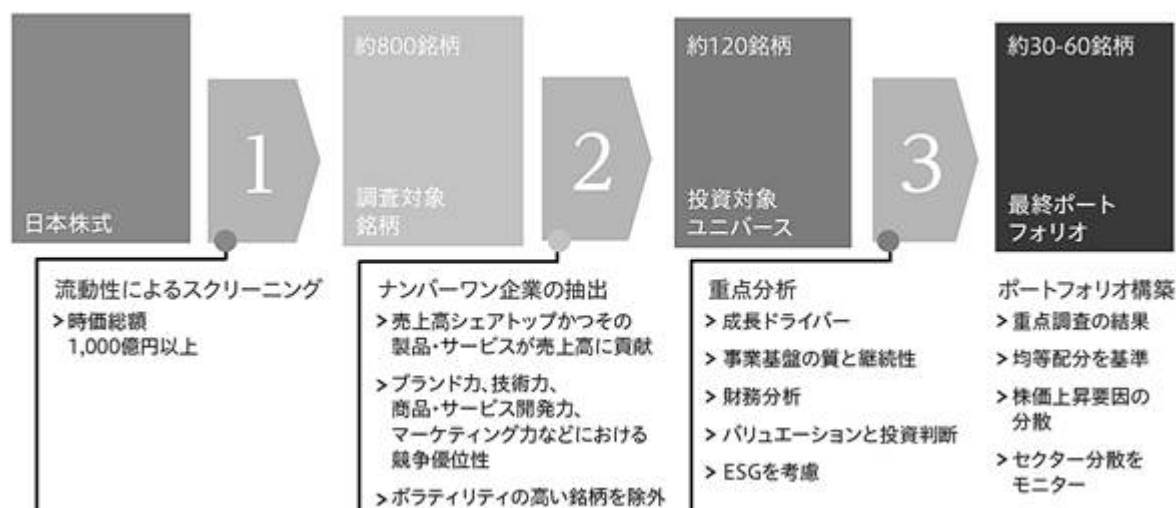 日本株式
1
約800銘柄
調査対象
銘柄
2
約120銘柄
投資対象
ユニバース
3
約30-60銘柄
最終ポート
フォリオ
流動性によるスクリーニング
> 時価総額
1,000億円以上
ナンバーワン企業の抽出
> 売上高シェアトップかつその
製品・サービスが売上高に貢献
> ブランド力、技術力、
商品・サービス開発力、
マーケティング力などにおける
競争優位性
> ボラティリティの高い銘柄を除外
重点分析
> 成長ドライバー
> 事業基盤の質と継続性
> 財務分析
> バリュエーションと投資判断
> ESGを考慮
ポートフォリオ構築
> 重点調査の結果
> 均等配分を基準
> 株価上昇要因の
分散
> セクター分散を
モニター